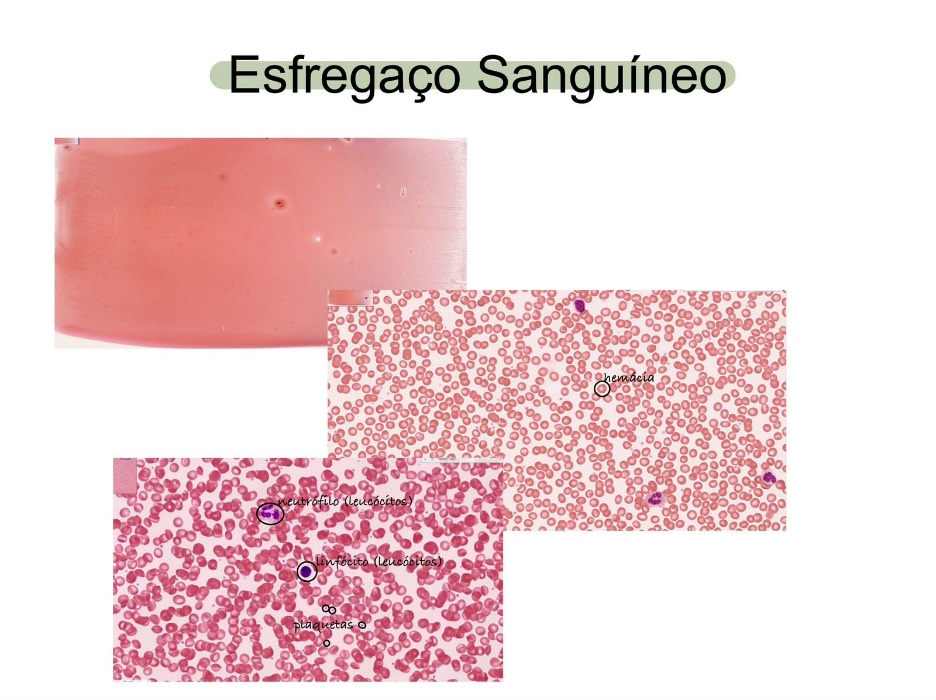 Esfregaço Sanguíneo
hemácia
neutrófilo (leucócitos)
linfócito (leucócitos)
plaquetas